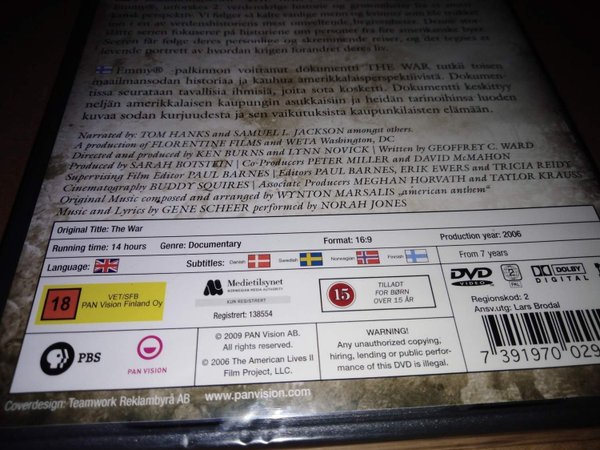 Emmy®-palkinnon voittanut dokumentti THE WAR tutkii toisen
maailmansodan historiaa ja kauhua amerikkalaisperspektiivistä. Dokumen-
tissa seurataan tavallisia ihmisiä, joita sota kosketti. Dokumentti keskittyy
neljän amerikkalaisen kaupungin asukkaisiin ja heidän tarinoihinsa luoden
kuvaa sodan kurjuudesta ja sen vaikutuksista kaupunkilaisten elämään.
Narrated by: TOM HANKS and SAMUEL L. JACKSON amongst others.
A production of FLORENTINE FILMS and WETA Washington, DC
Directed and produced by KEN BURNS and LYNN NOVICK | Written by GEOFFREY C. WARD
Produced by SARAH BOTSTEIN | Co-Producers PETER MILLER and DAVID McMAHON
Supervising Film Editor PAUL BARNES | Editors PAUL BARNES, ERIK EWERS and TRICIA REIDY
Cinematography BUDDY SQUIRES | Associate Producers MEGHAN HORVATH and TAYLOR KRAUSS
Original Music composed and arranged by WYNTON MARSALIS „american anthem”
Music and Lyrics by GENE SCHEER performed by NORAH JONES
Original Title: The War
Running time: 14 hours Genre: Documentary Format: 16:9 Production year: 2006
Language: Subtitles: Danish Swedish Norwegian Finnish From 7 years
18
VET/SFB
PAN Vision Finland Oy
Medietilsynet
NORWEGIAN MEDIA AUTHORITY
KUN REGISTRERT
Registrert: 138554
15
TILLADT
FOR BØRN
OVER 15 ÅR
DVD
VIDEO
2
PAL
DOLBY
DIGITAL
Regionskod: 2
Ansv.utg: Lars Brodal
PBS
PAN VISION
© 2009 PAN Vision AB.
All rights reserved.
© 2006 The American Lives II
Film Project, LLC.
WARNING!
Any unauthorized copying,
hiring, lending or public perfor-
mance of this DVD is illegal.
7 391970 029
Coverdesign: Teamwork Reklambyrå AB
www.panvision.com